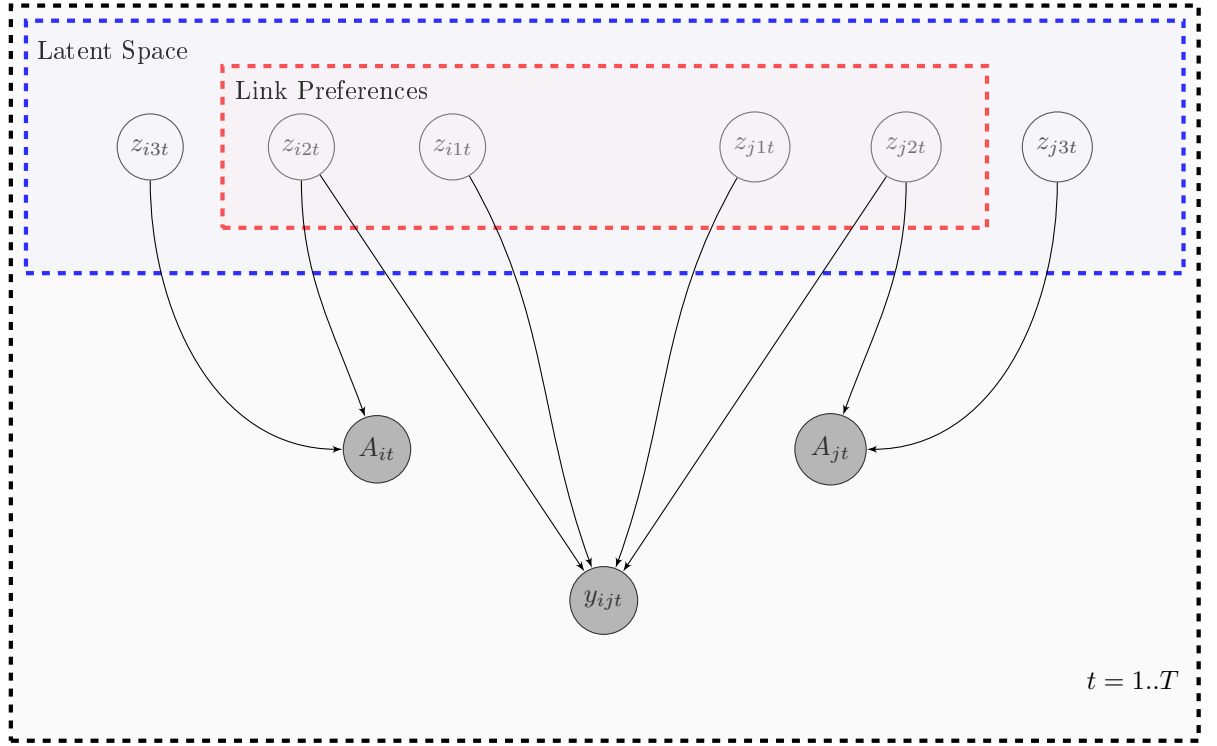 Latent Space
Link Preferences
z_{i3t} z_{i2t} z_{i1t} z_{j1t} z_{j2t} z_{j3t}
A_{it} A_{jt}
y_{ijt}
t = 1..T